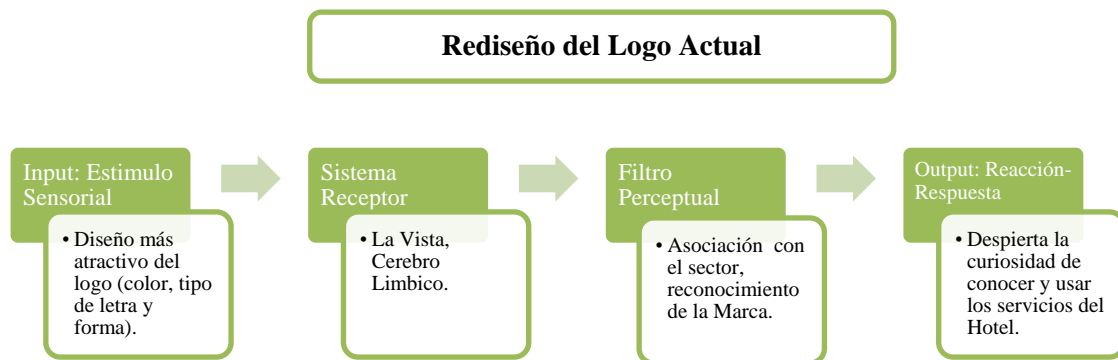 Rediseño del Logo Actual
Input: Estimulo
Sensorial
• Diseño más
atractivo del
logo (color, tipo
de letra y
forma).
Sistema
Receptor
• La Vista,
Cerebro
Limbico.
Filtro
Perceptual
• Asociación con
el sector,
reconocimiento
de la Marca.
Output: Reacción-
Respuesta
• Despierta la
curiosidad de
conocer y usar
los servicios del
Hotel.